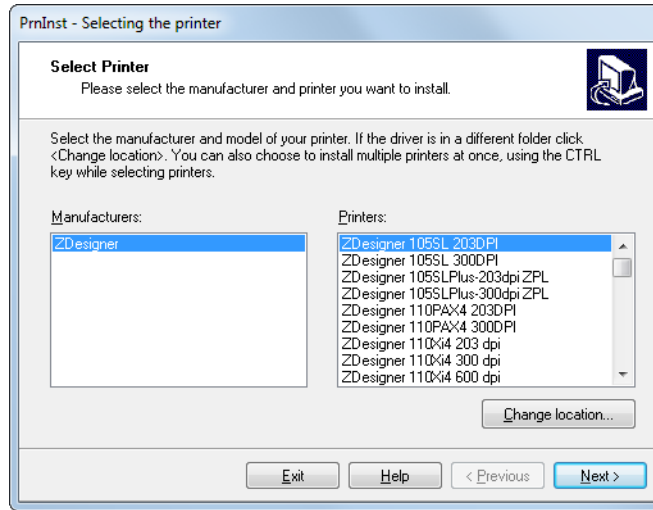 PrnInst - Selecting the printer
Select Printer
Please select the manufacturer and printer you want to install.
Select the manufacturer and model of your printer. If the driver is in a different folder click
<Change location>. You can also choose to install multiple printers at once, using the CTRL
key while selecting printers.
Manufacturers:
ZDesigner
Printers:
ZDesigner 105SL 203DPI
ZDesigner 105SL 300DPI
ZDesigner 105SLPlus-203dpi ZPL
ZDesigner 105SLPlus-300dpi ZPL
ZDesigner 110PAX4 203DPI
ZDesigner 110PAX4 300DPI
ZDesigner 110Xi4 203 dpi
ZDesigner 110Xi4 300 dpi
ZDesigner 110Xi4 600 dpi
Change location...
Exit
Help
< Previous
Next >